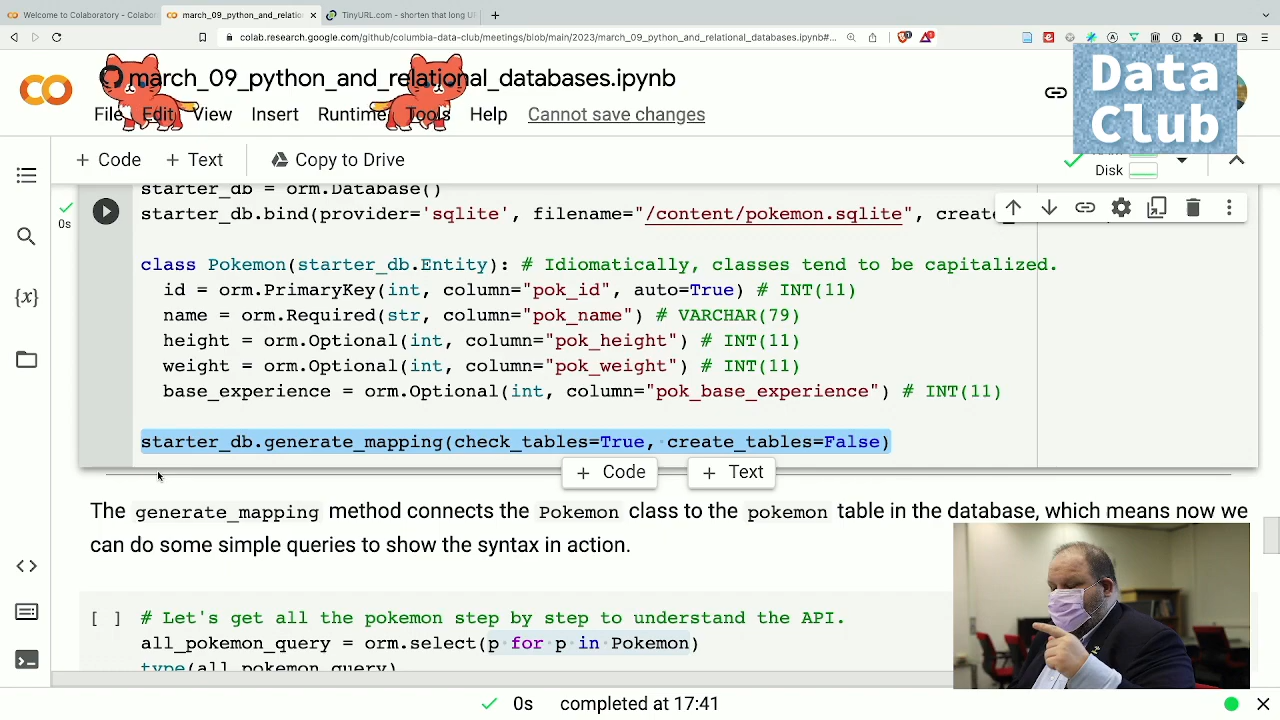 Welcome to Colaboratory - Colabor
march_09_python_and_relatio
TinyURL.com - shorten that long U
colab.research.google.com/github/columbia-data-club/meetings/blob/main/2023/march_09_python_and_relational_databases.ipynb#...
march_09_python_and_relational_databases.ipynb
File Edit View Insert Runtime Tools Help Cannot save changes
Data
Club
+ Code + Text Copy to Drive
Disk
starter_db = orm.Database()
0s
starter_db.bind(provider='sqlite', filename="/content/pokemon.sqlite", create_
class Pokemon(starter_db.Entity): # Idiomatically, classes tend to be capitalized.
id = orm.PrimaryKey(int, column="pok_id", auto=True) # INT(11)
name = orm.Required(str, column="pok_name") # VARCHAR(79)
height = orm.Optional(int, column="pok_height") # INT(11)
weight = orm.Optional(int, column="pok_weight") # INT(11)
base_experience = orm.Optional(int, column="pok_base_experience") # INT(11)
starter_db.generate_mapping(check_tables=True, create_tables=False)
+ Code + Text
The generate_mapping method connects the Pokemon class to the pokemon table in the database, which means now we
can do some simple queries to show the syntax in action.
[ ] # Let's get all the pokemon step by step to understand the API.
all_pokemon_query = orm.select(p for p in Pokemon)
type(all_pokemon_query)
0s completed at 17:41